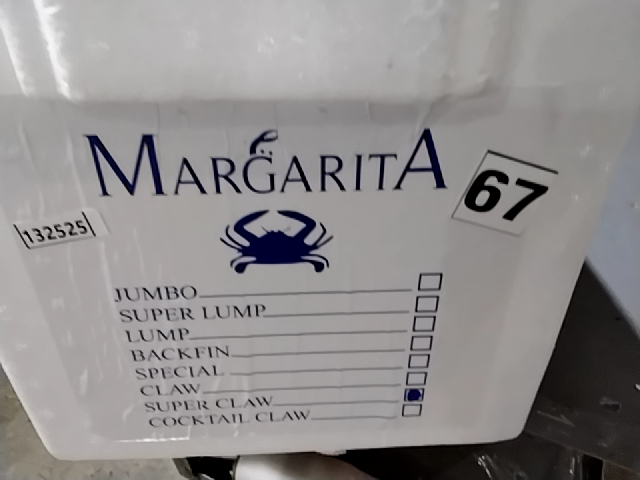 MARGARITA
67
132525
JUMBO
SUPER LUMP
LUMP
BACKFIN
SPECIAL
CLAW
SUPER CLAW
COCKTAIL CLAW